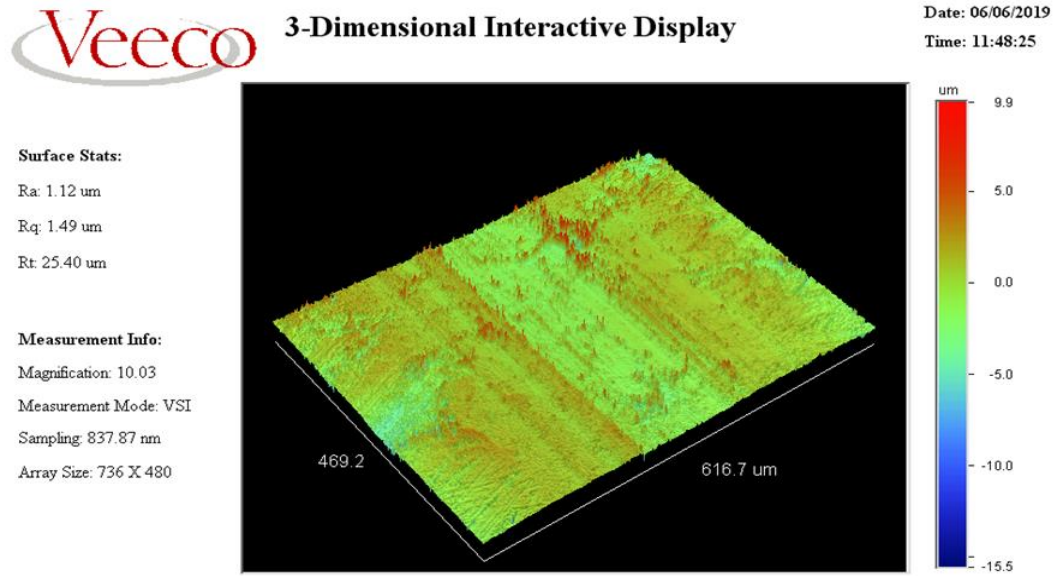 Veeco
3-Dimensional Interactive Display
Date: 06/06/2019
Time: 11:48:25
Surface Stats:
Ra: 1.12 um
Rq: 1.49 um
Rt: 25.40 um
Measurement Info:
Magnification: 10.03
Measurement Mode: VSI
Sampling: 837.87 nm
Array Size: 736 X 480
469.2
616.7 um
um
9.9
5.0
0.0
-5.0
-10.0
-15.5